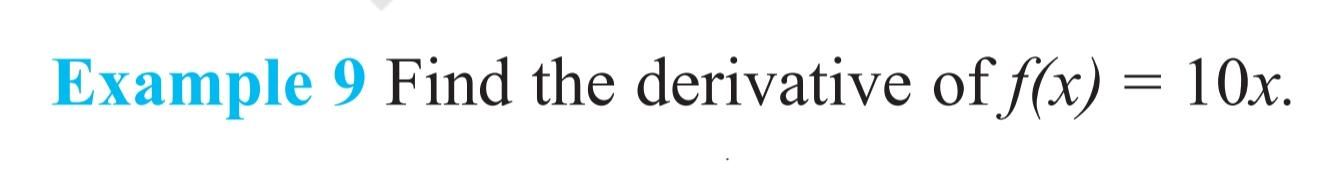 Example 9 Find the derivative of f(x) = 10x.